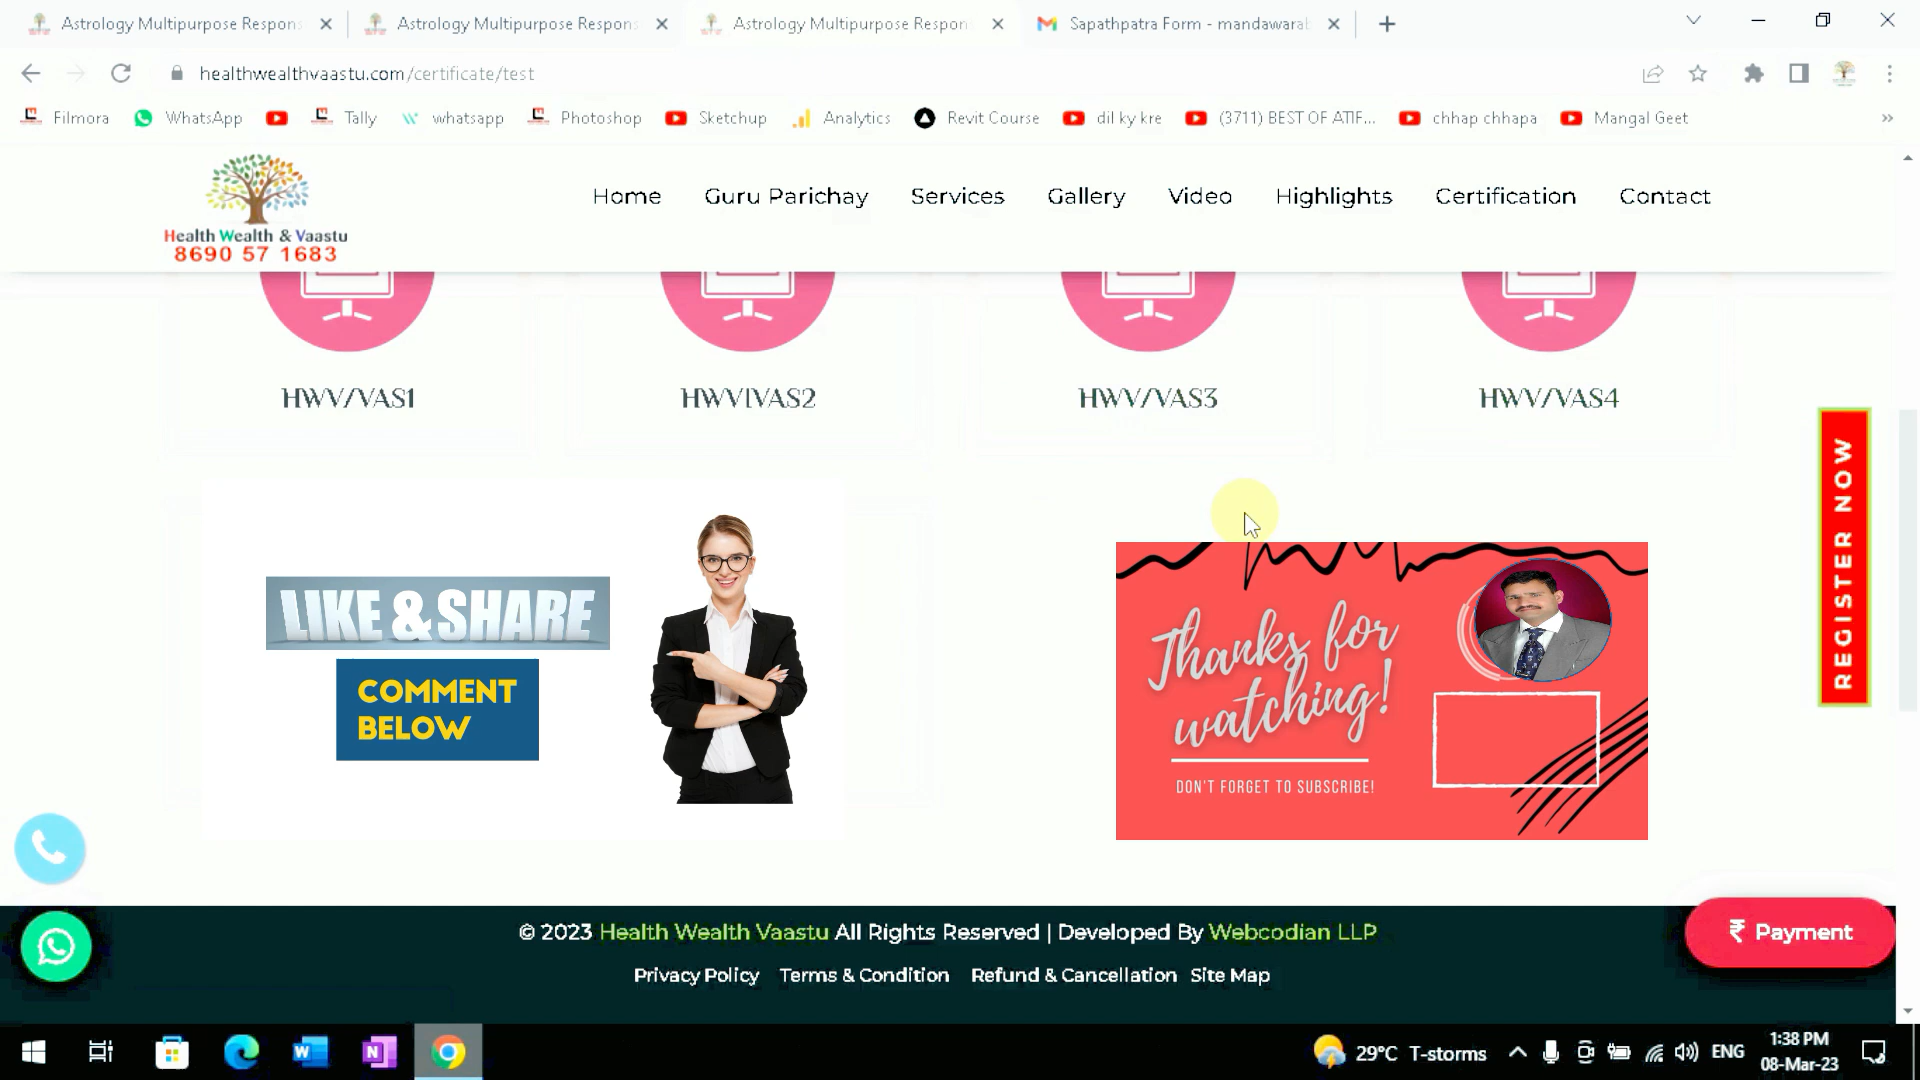 Astrology Multipurpose Respons
Astrology Multipurpose Respons
Astrology Multipurpose Respon
Sapathpatra Form - mandawarab
healthwealthvaastu.com/certificate/test
Filmora
WhatsApp
Tally
whatsapp
Photoshop
Sketchup
Analytics
Revit Course
dil ky kre
(3711) BEST OF ATIF...
chhap chhapa
Mangal Geet
Health Wealth & Vaastu
8690 57 1683
Home
Guru Parichay
Services
Gallery
Video
Highlights
Certification
Contact
HWV/VAS1
HWV|VAS2
HWV/VAS3
HWV/VAS4
REGISTER NOW
LIKE & SHARE
COMMENT
BELOW
Thanks for
watching!
DON'T FORGET TO SUBSCRIBE!
© 2023 Health Wealth Vaastu All Rights Reserved | Developed By Webcodian LLP
₹ Payment
Privacy Policy Terms & Condition Refund & Cancellation Site Map
29°C T-storms
ENG
1:38 PM
08-Mar-23